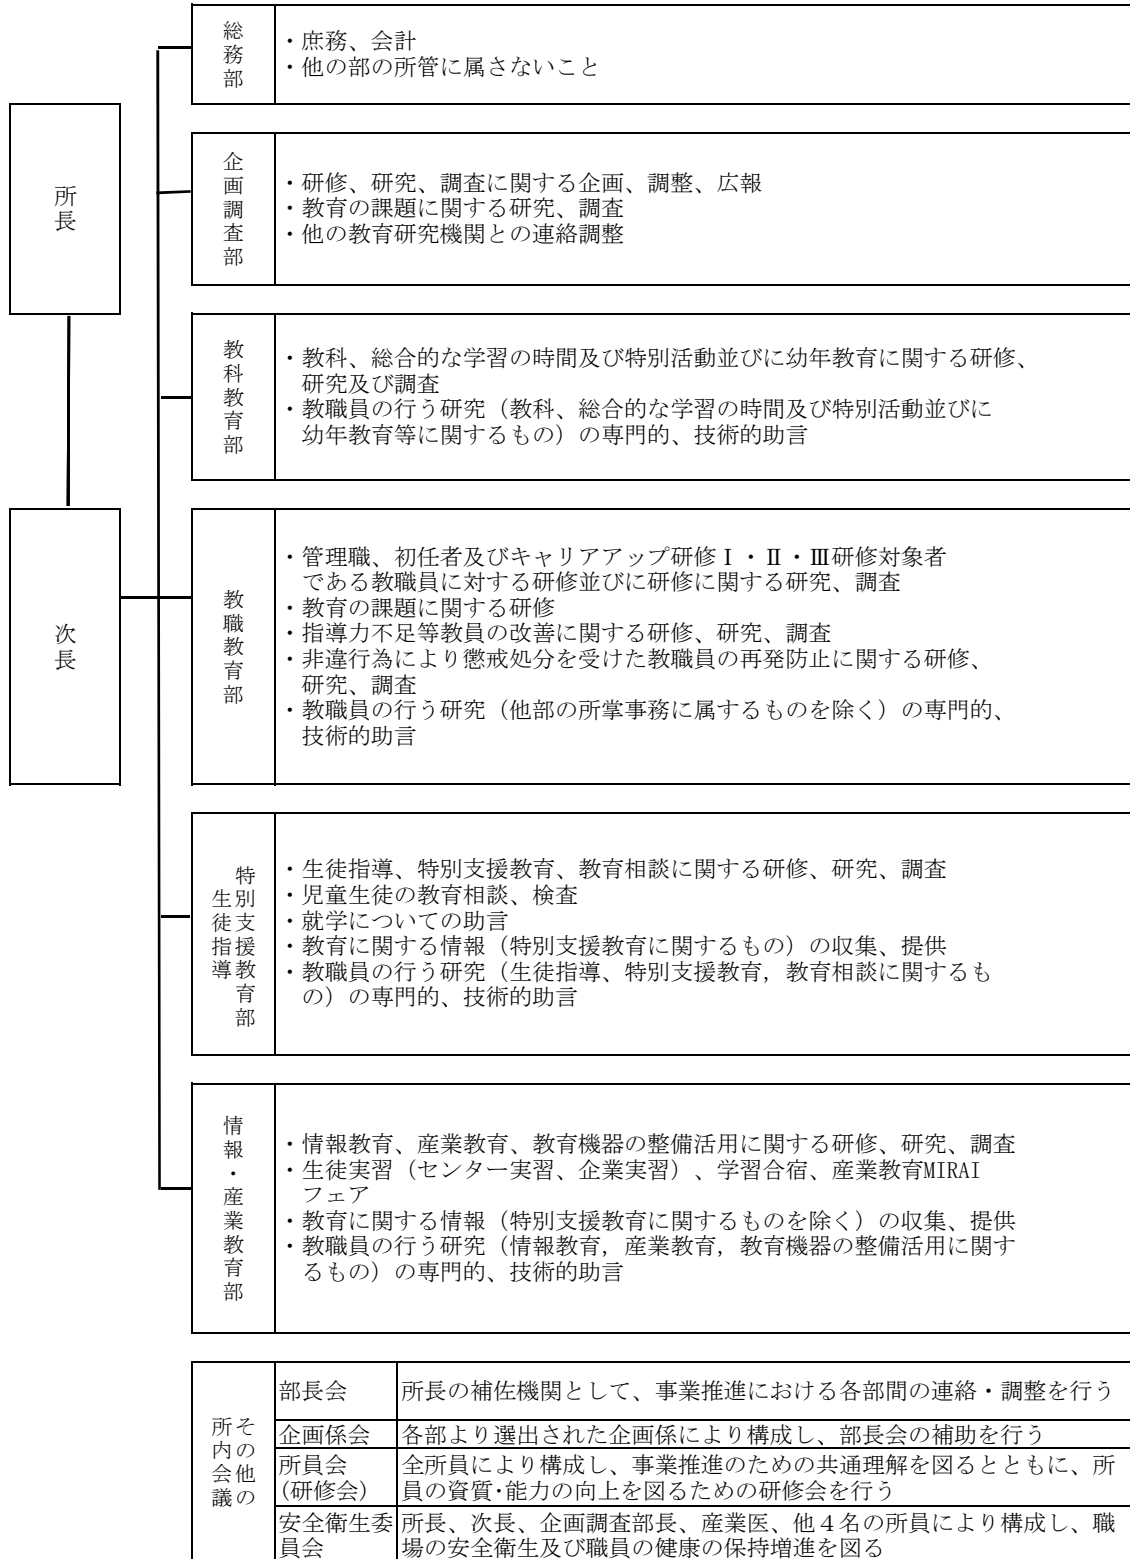 所長
次長
総務部
・庶務、会計
・他の部の所管に属さないこと
企画調査部
・研修、研究、調査に関する企画、調整、広報
・教育の課題に関する研究、調査
・他の教育研究機関との連絡調整
教科教育部
・教科、総合的な学習の時間及び特別活動並びに幼年教育に関する研修、
研究及び調査
・教職員の行う研究（教科、総合的な学習の時間及び特別活動並びに
幼年教育等に関するもの）の専門的、技術的助言
教職教育部
・管理職、初任者及びキャリアアップ研修Ⅰ・Ⅱ・Ⅲ研修対象者
である教職員に対する研修並びに研修に関する研究、調査
・教育の課題に関する研修
・指導力不足等教員の改善に関する研修、研究、調査
・非違行為により懲戒処分を受けた教職員の再発防止に関する研修、
研究、調査
・教職員の行う研究（他部の所掌事務に属するものを除く）の専門的、
技術的助言
特別支援教育部
生徒指導
・生徒指導、特別支援教育、教育相談に関する研修、研究、調査
・児童生徒の教育相談、検査
・就学についての助言
・教育に関する情報（特別支援教育に関するもの）の収集、提供
・教職員の行う研究（生徒指導、特別支援教育，教育相談に関するも
の）の専門的、技術的助言
情報・産業教育部
・情報教育、産業教育、教育機器の整備活用に関する研修、研究、調査
・生徒実習（センター実習、企業実習）、学習合宿、産業教育MIRAI
フェア
・教育に関する情報（特別支援教育に関するものを除く）の収集、提供
・教職員の行う研究（情報教育，産業教育，教育機器の整備活用に関す
るもの）の専門的、技術的助言
その他の
所内会議
部長会
所長の補佐機関として、事業推進における各部間の連絡・調整を行う
企画係会
各部より選出された企画係により構成し、部長会の補助を行う
所員会
(研修会)
全所員により構成し、事業推進のための共通理解を図るとともに、所
員の資質･能力の向上を図るための研修会を行う
安全衛生委
員会
所長、次長、企画調査部長、産業医、他４名の所員により構成し、職
場の安全衛生及び職員の健康の保持増進を図る